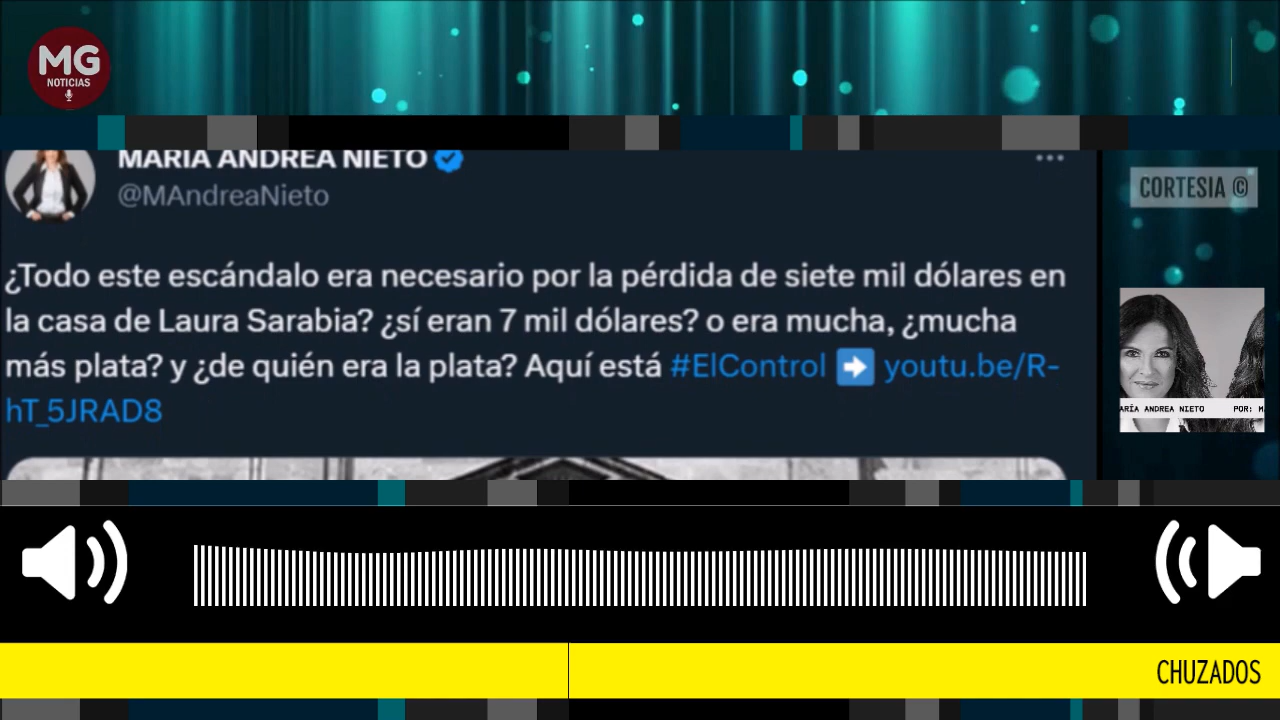 MG
NOTICIAS
MARÍA ANDREA NIETO
@MAndreaNieto
CORTESIA ©
¿Todo este escándalo era necesario por la pérdida de siete mil dólares en
la casa de Laura Sarabia? ¿sí eran 7 mil dólares? o era mucha, ¿mucha
más plata? y ¿de quién era la plata? Aquí está #ElControl ➡ youtu.be/R-
hT_5JRAD8
ARÍA ANDREA NIETO POR: M
CHUZADOS